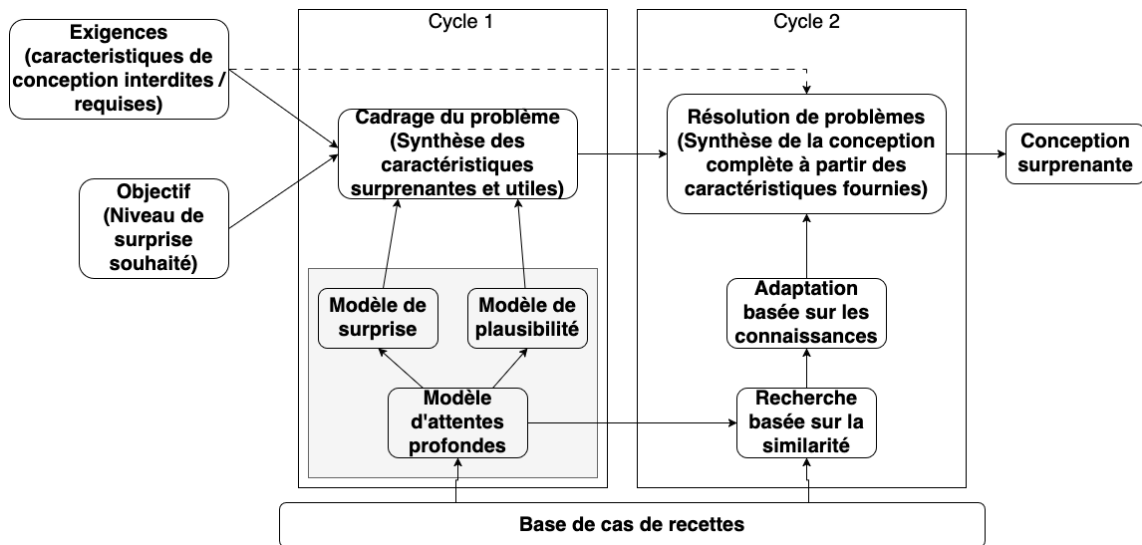 Cycle 1
Cycle 2
Exigences
(caracteristiques de
conception interdites /
requises)
Objectif
(Niveau de
surprise
souhaité)
Cadrage du problème
(Synthèse des
caractéristiques
surprenantes et utiles)
Résolution de problèmes
(Synthèse de la conception
complète à partir des
caractéristiques fournies)
Conception
surprenante
Modèle de
surprise
Modèle de
plausibilité
Adaptation
basée sur les
connaissances
Modèle
d'attentes
profondes
Recherche
basée sur la
similarité
Base de cas de recettes